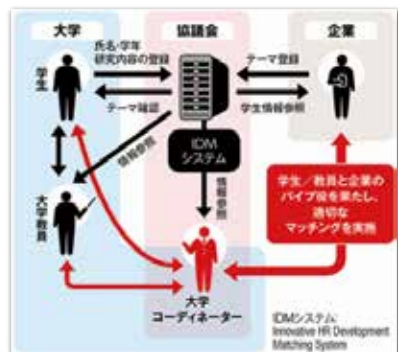 大学
協議会
企業
氏名・学年
研究内容の登録
テーマ登録
学生
テーマ確認
学生情報参照
IDM
システム
情報参照
情報参照
大学教員
学生／教員と企業の
パイプ役を果たし、
適切な
マッチングを実施
大学
コーディネーター
IDMシステム:
Innovative HR Development
Matching System